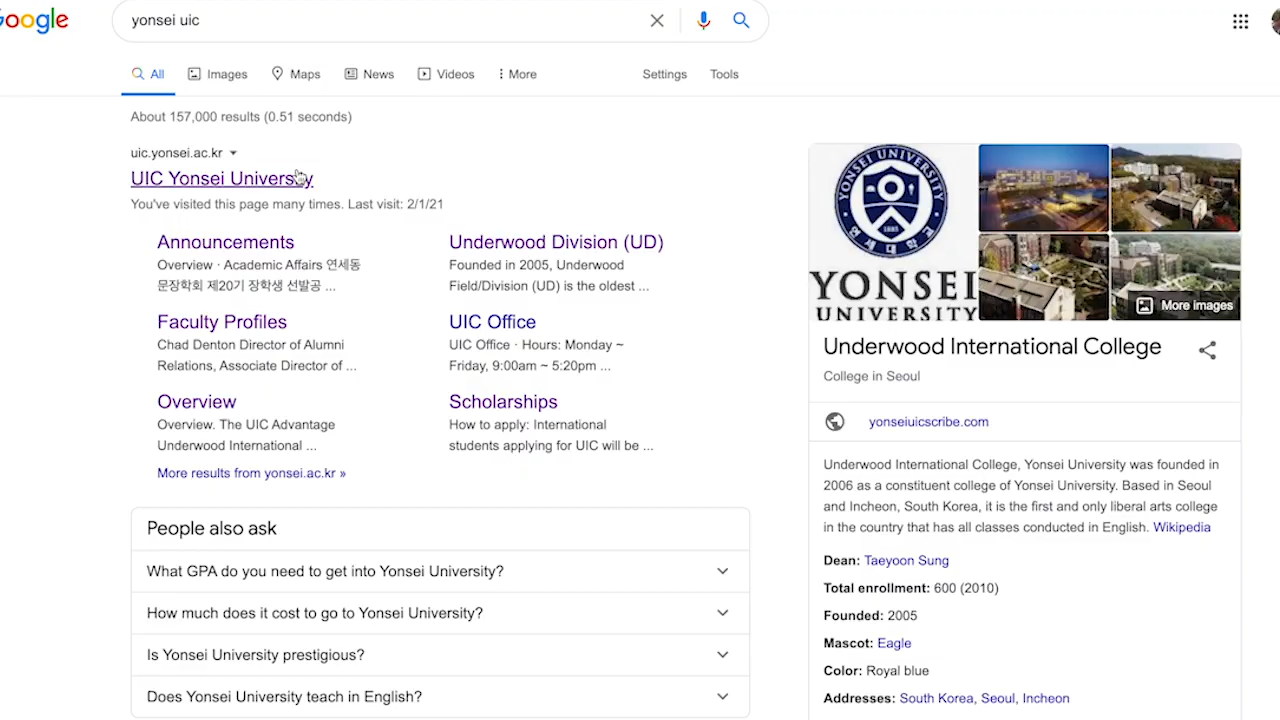 Google
yonsei uic
All
Images
Maps
News
Videos
More
Settings
Tools
About 157,000 results (0.51 seconds)
uic.yonsei.ac.kr
UIC Yonsei University
You've visited this page many times. Last visit: 2/1/21
Announcements
Overview · Academic Affairs 연세동
문장학회 제20기 장학생 선발공 ...
Underwood Division (UD)
Founded in 2005, Underwood
Field/Division (UD) is the oldest ...
Faculty Profiles
Chad Denton Director of Alumni
Relations, Associate Director of ...
UIC Office
UIC Office · Hours: Monday ~
Friday, 9:00am ~ 5:20pm ...
Overview
Overview. The UIC Advantage
Underwood International ...
Scholarships
How to apply: International
students applying for UIC will be ...
More results from yonsei.ac.kr »
People also ask
What GPA do you need to get into Yonsei University?
How much does it cost to go to Yonsei University?
Is Yonsei University prestigious?
Does Yonsei University teach in English?
YONSEI UNIVERSITY
1885
연세대학교
YONSEI
UNIVERSITY
More images
Underwood International College
College in Seoul
yonseiuicscribe.com
Underwood International College, Yonsei University was founded in
2006 as a constituent college of Yonsei University. Based in Seoul
and Incheon, South Korea, it is the first and only liberal arts college
in the country that has all classes conducted in English. Wikipedia
Dean: Taeyoon Sung
Total enrollment: 600 (2010)
Founded: 2005
Mascot: Eagle
Color: Royal blue
Addresses: South Korea, Seoul, Incheon